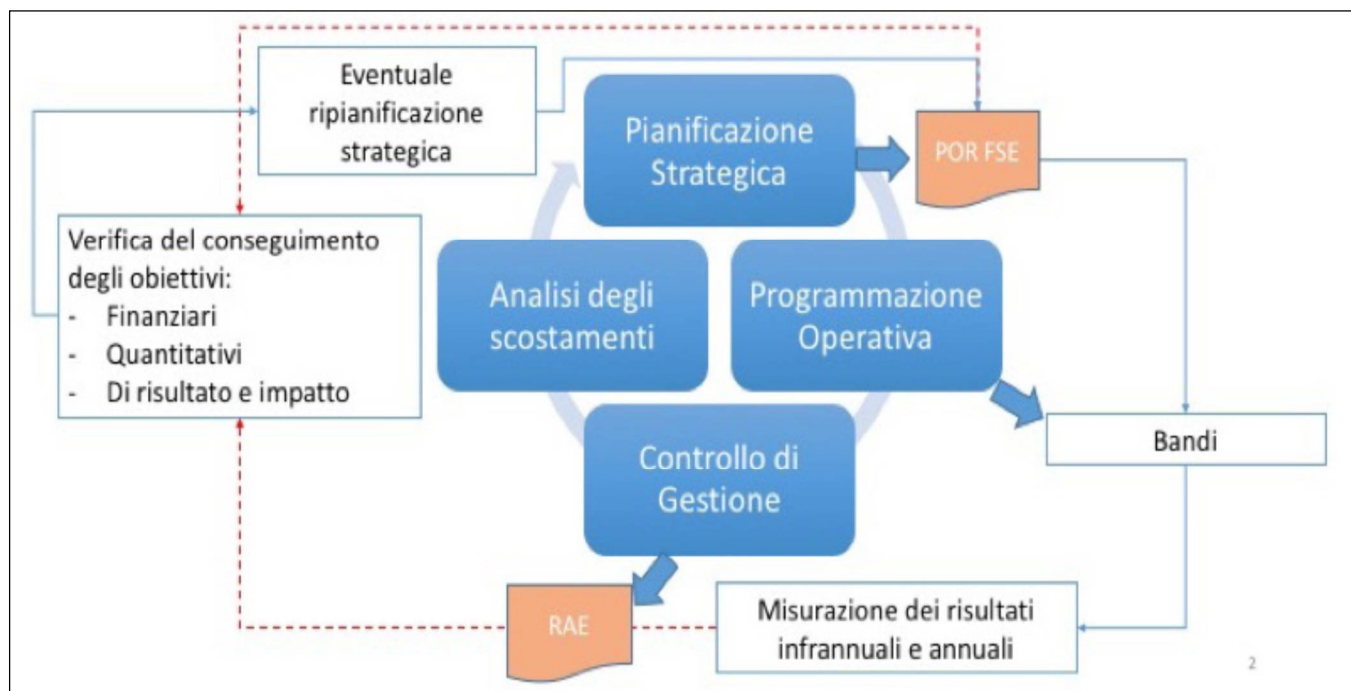 Eventuale
ripianificazione
strategica
Pianificazione
Strategica
POR FSE
Verifica del conseguimento
degli obiettivi:
- Finanziari
- Quantitativi
- Di risultato e impatto
Analisi degli
scostamenti
Programmazione
Operativa
Bandi
Controllo di
Gestione
RAE
Misurazione dei risultati
infrannuali e annuali
2